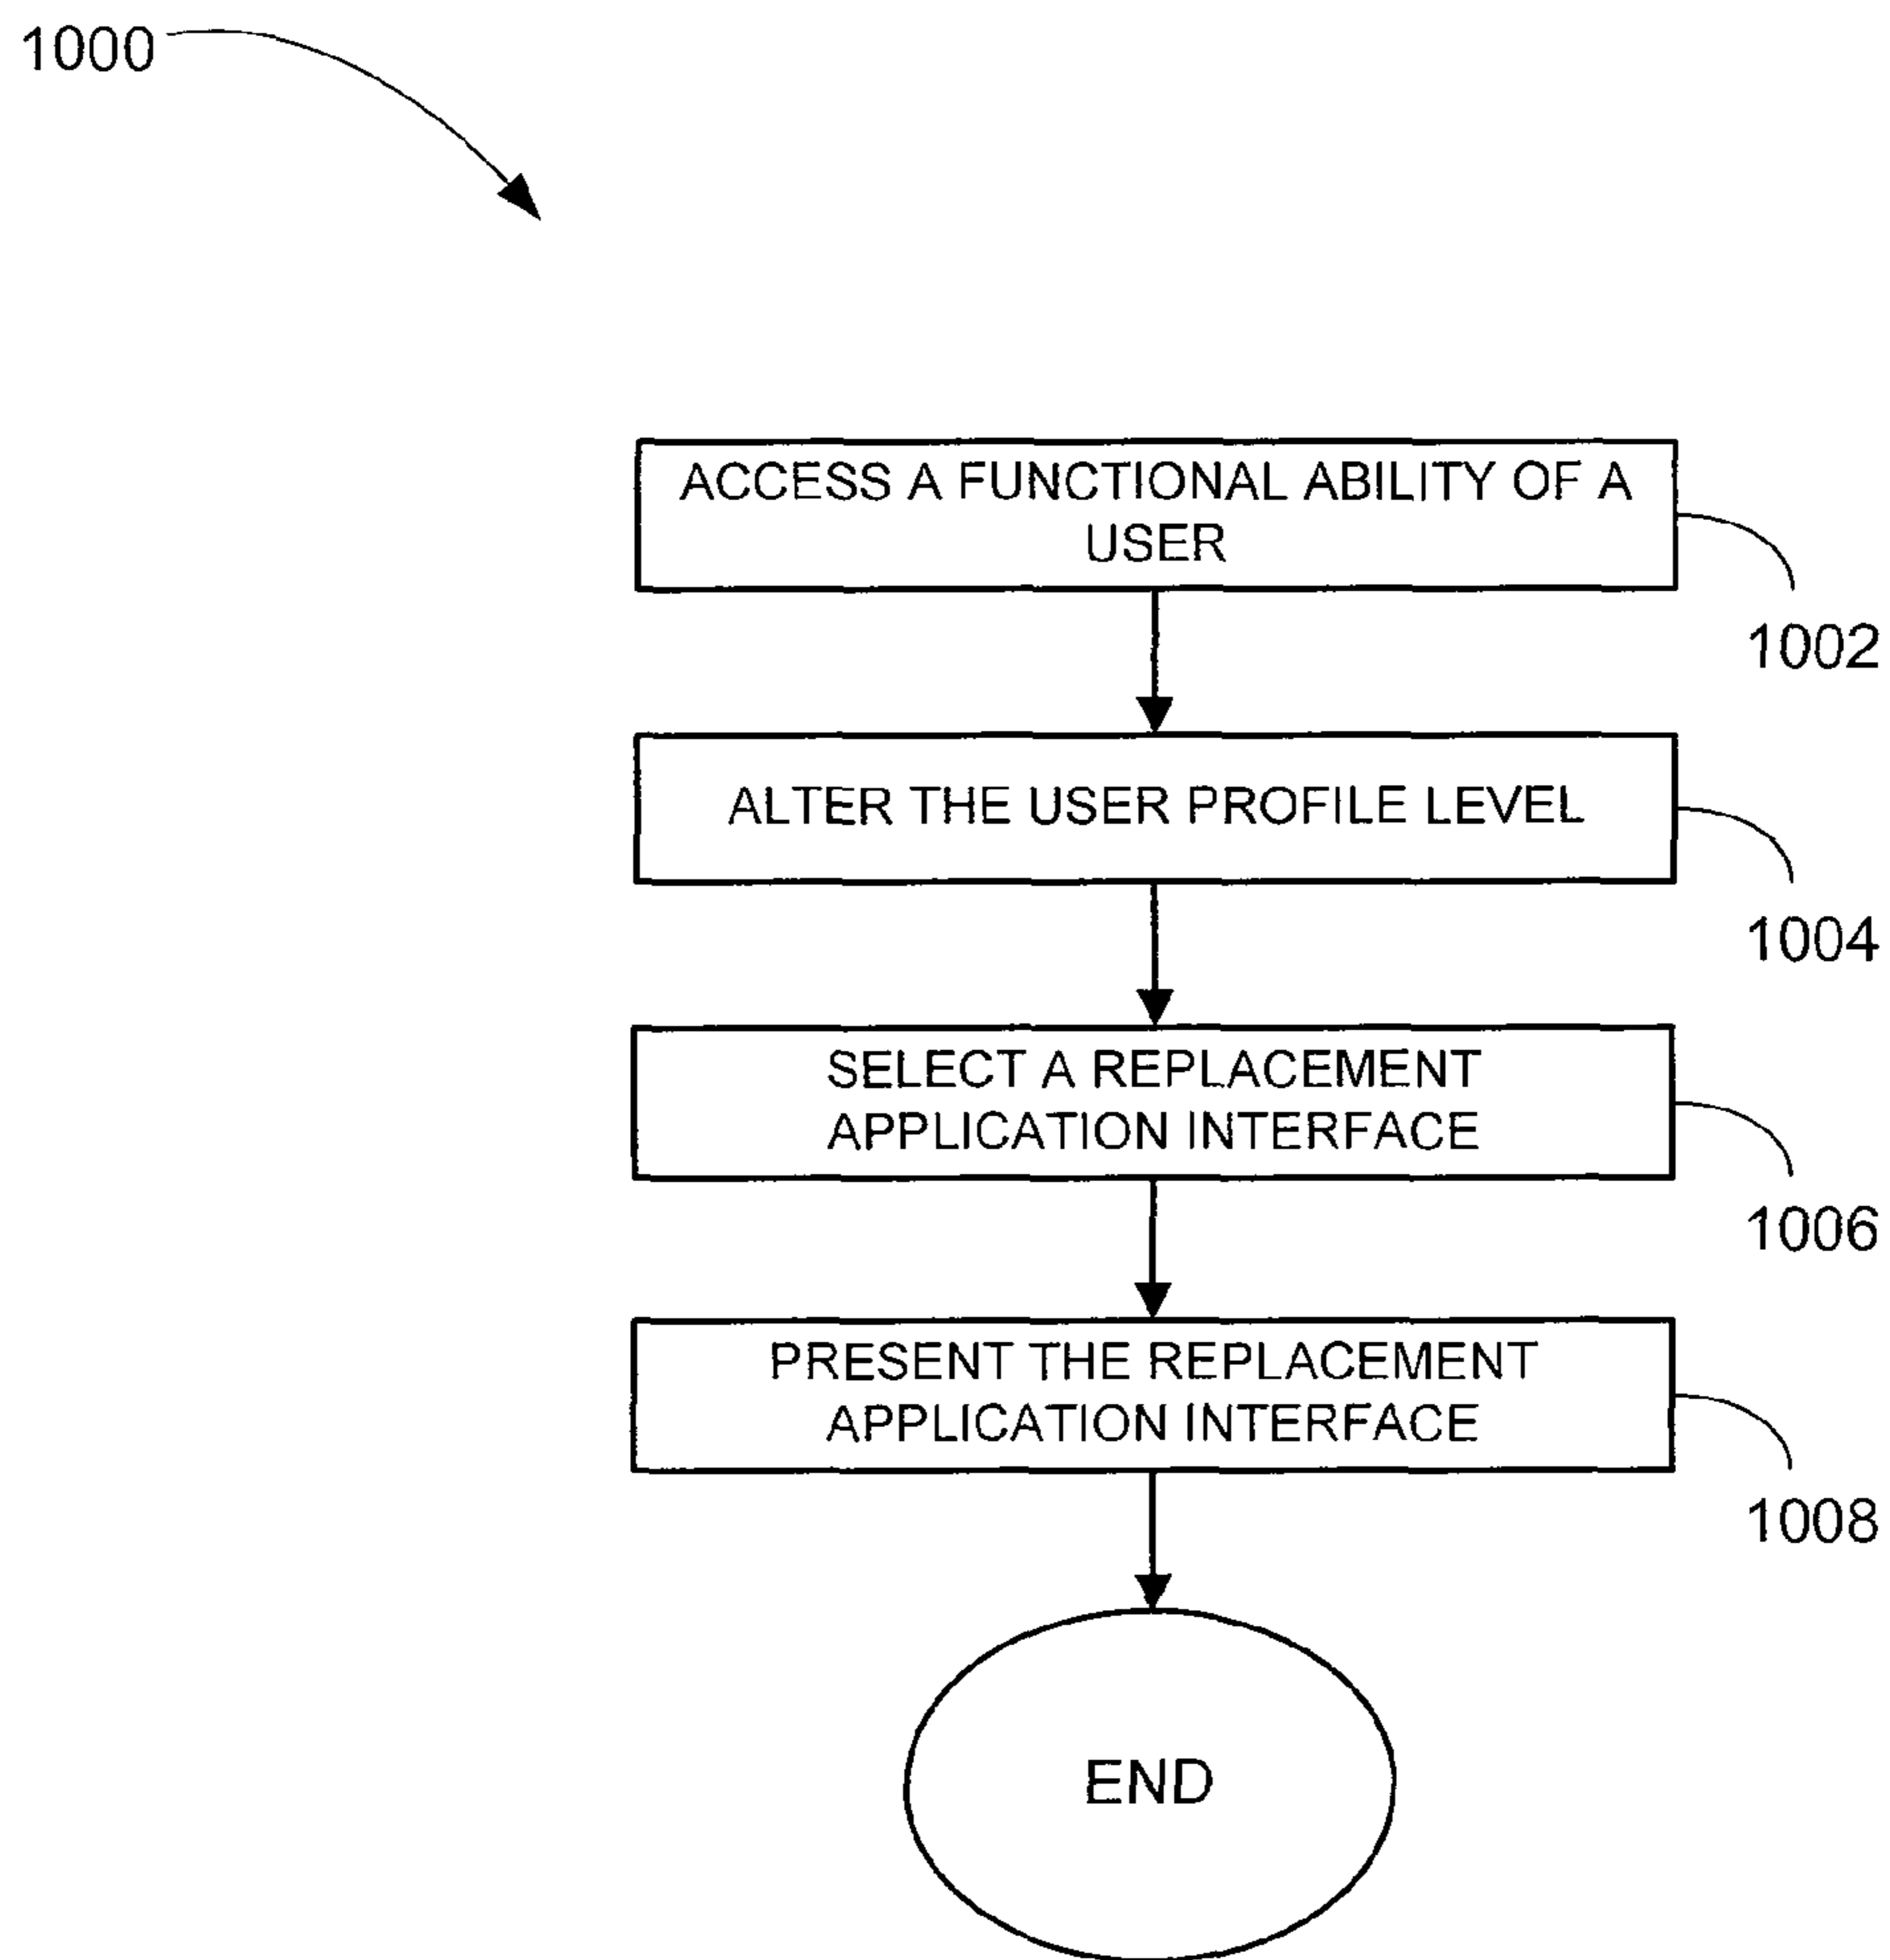 1000
ACCESS A FUNCTIONAL ABILITY OF A
USER
1002
ALTER THE USER PROFILE LEVEL
1004
SELECT A REPLACEMENT
APPLICATION INTERFACE
1006
PRESENT THE REPLACEMENT
APPLICATION INTERFACE
1008
END